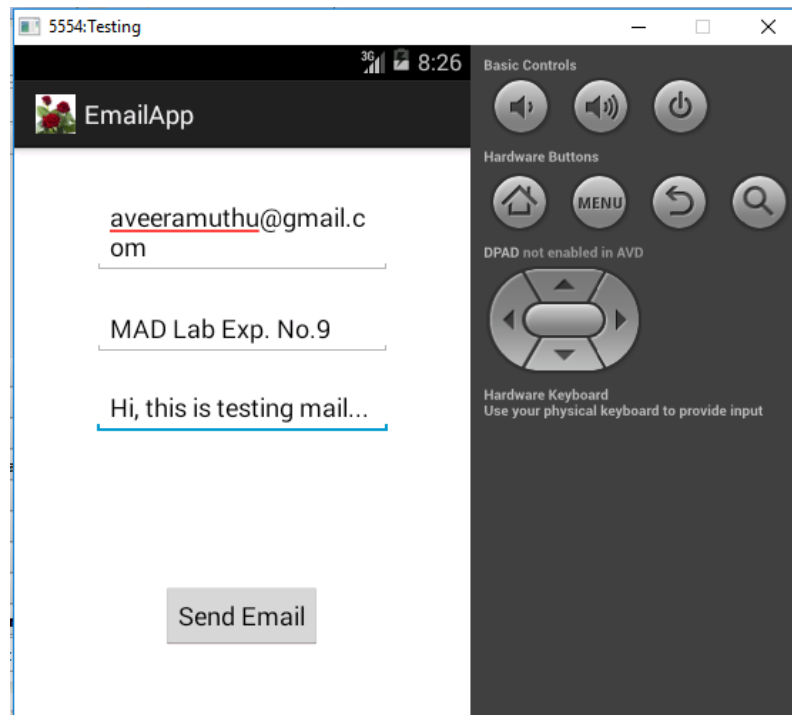 5554:Testing
3G 8:26
EmailApp
aveeramuthu@gmail.c
om
MAD Lab Exp. No.9
Hi, this is testing mail...
Send Email
Basic Controls
Hardware Buttons
MENU
DPAD not enabled in AVD
Hardware Keyboard
Use your physical keyboard to provide input